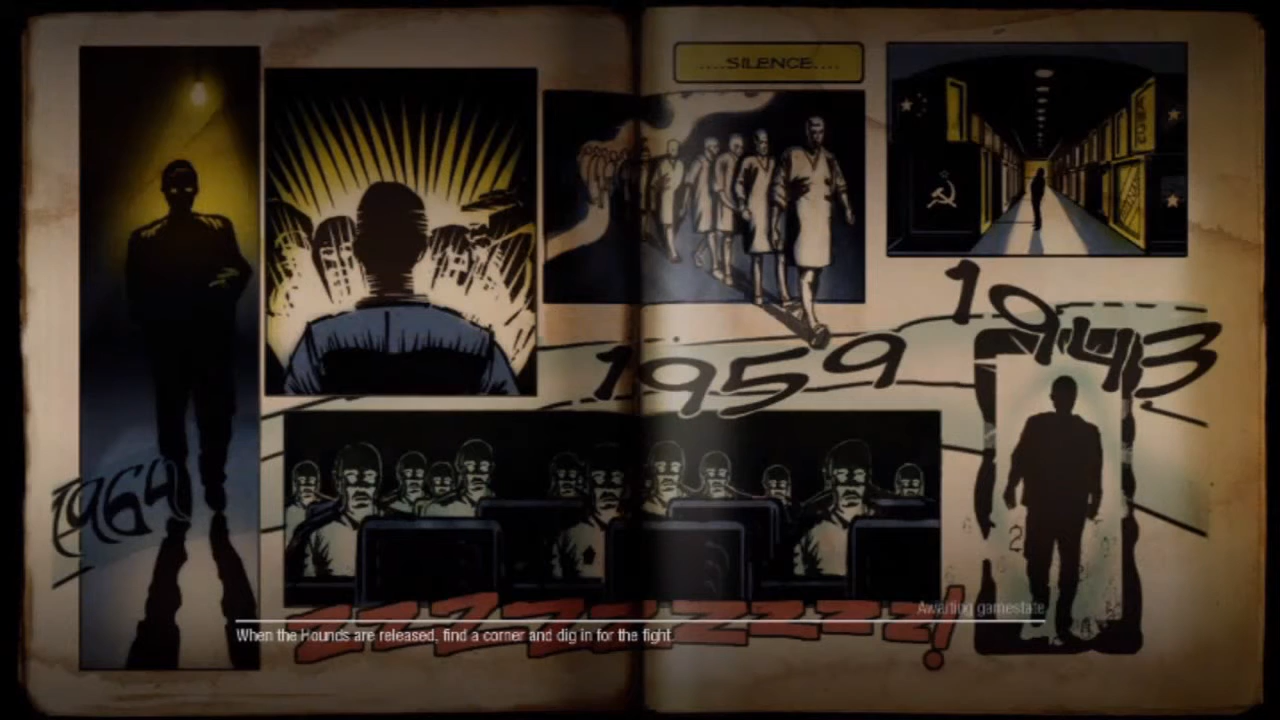 ....SILENCE....
1943
1959
1964
ZZZZZZZZZZ!
Awaiting gamestate
When the Hounds are released, find a corner and dig in for the fight.